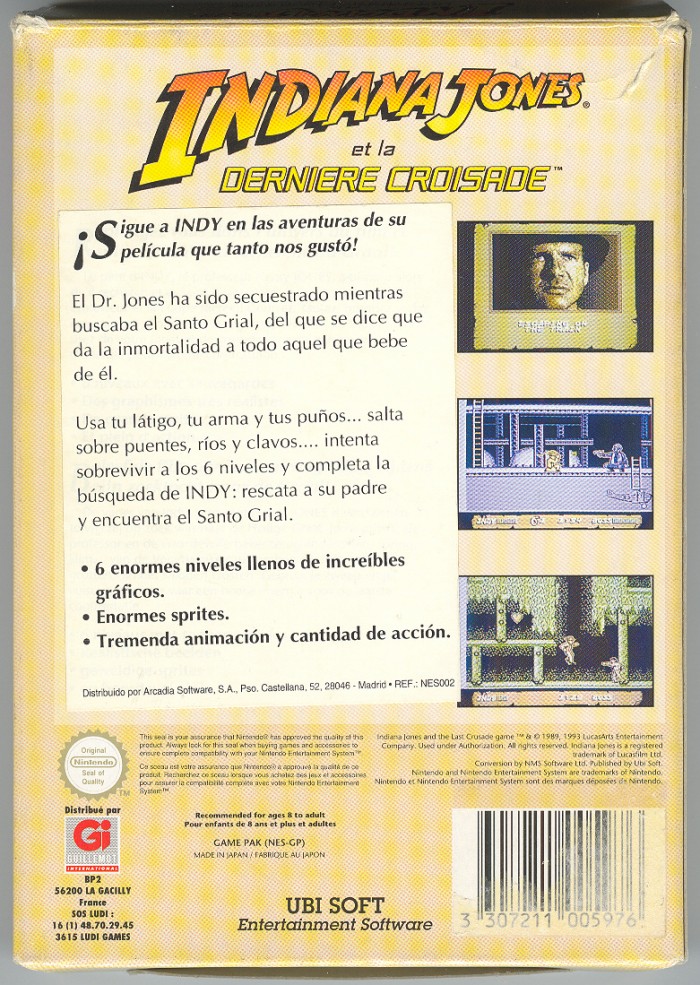 INDIANA JONES®
et la
DERNIERE CROISADE™
¡Sigue a INDY en las aventuras de su
película que tanto nos gustó!
El Dr. Jones ha sido secuestrado mientras
buscaba el Santo Grial, del que se dice que
da la inmortalidad a todo aquel que bebe
de él.
Usa tu látigo, tu arma y tus puños... salta
sobre puentes, ríos y clavos.... intenta
sobrevivir a los 6 niveles y completa la
búsqueda de INDY: rescata a su padre
y encuentra el Santo Grial.
• 6 enormes niveles llenos de increíbles
gráficos.
• Enormes sprites.
• Tremenda animación y cantidad de acción.
Distribuido por Arcadia Software, S.A., Pso. Castellana, 52, 28046 - Madrid • REF.: NES002
Original
Nintendo
Seal of
Quality
TM
This seal is your assurance that Nintendo® has approved the quality of this
product. Always look for this seal when buying games and accessories to
ensure complete compatibility with your Nintendo Entertainment System™.
Ce sceau est votre assurance que Nintendo® a approuvé la qualité de ce
produit. Recherchez ce sceau lorsque vous achetez des jeux et accessoires
pour assurer la compatibilité complète avec votre Nintendo Entertainment
System™
Indiana Jones and the Last Crusade game ™ & © 1989, 1993 LucasArts Entertainment
Company. Used under Authorization. All rights reserved. Indiana Jones is a registered
trademark of Lucasfilm Ltd.
Conversion by NMS Software Ltd. Published by Ubi Soft.
Nintendo and Nintendo Entertainment System are trademarks of Nintendo.
Nintendo et Nintendo Entertainment System sont des marques déposées de Nintendo.
Distribué par
Gi
GUILLEMOT
INTERNATIONAL
BP2
56200 LA GACILLY
France
SOS LUDI :
16 (1) 48.70.29.45
3615 LUDI GAMES
Recommended for ages 8 to adult
Pour enfants de 8 ans et plus et adultes
GAME PAK (NES-GP)
MADE IN JAPAN / FABRIQUE AU JAPON
UBI SOFT
Entertainment Software
3 307211 005976